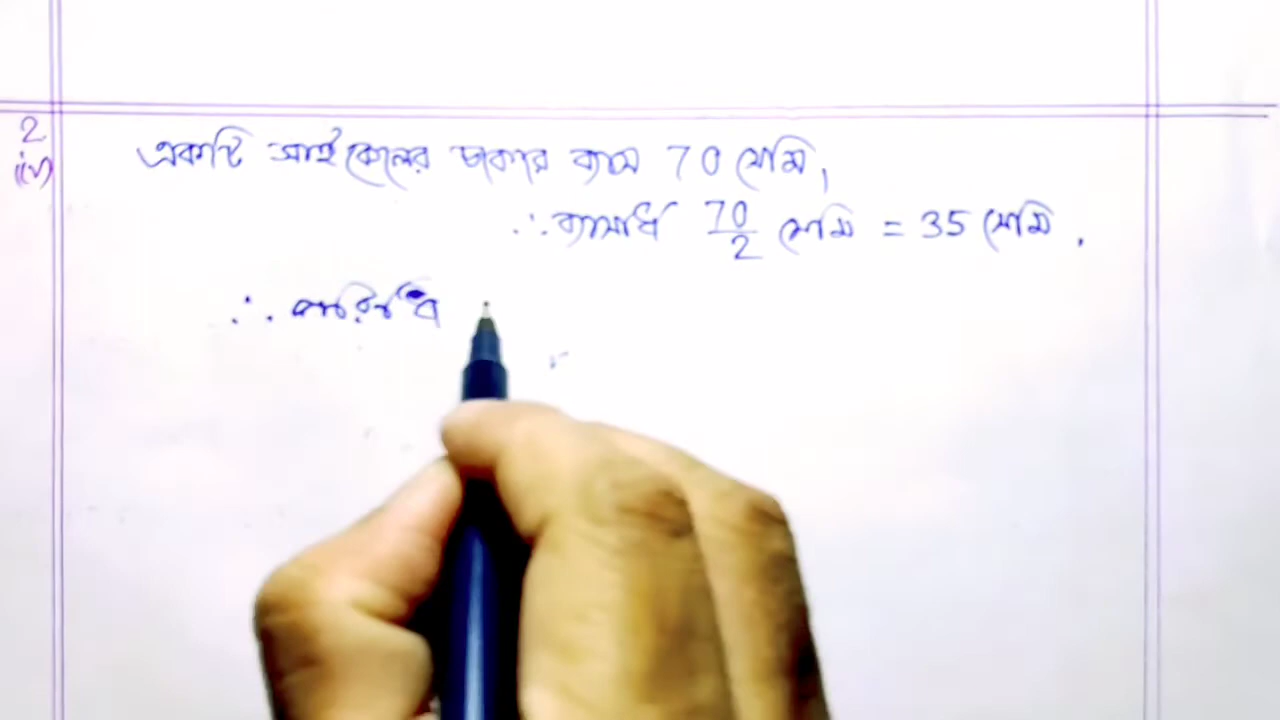 2
(iv)
একটি সাইকেলের চাকার ব্যাস 70 সেমি,
∴ ব্যাসার্ধ 70/2 সেমি = 35 সেমি.
∴ পরিধি